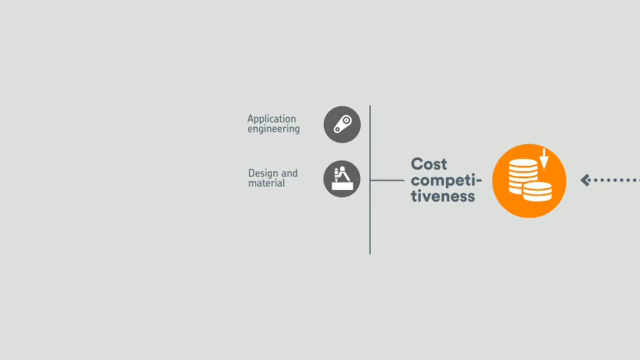 Application
engineering
Design and
material
Cost
competi-
tiveness